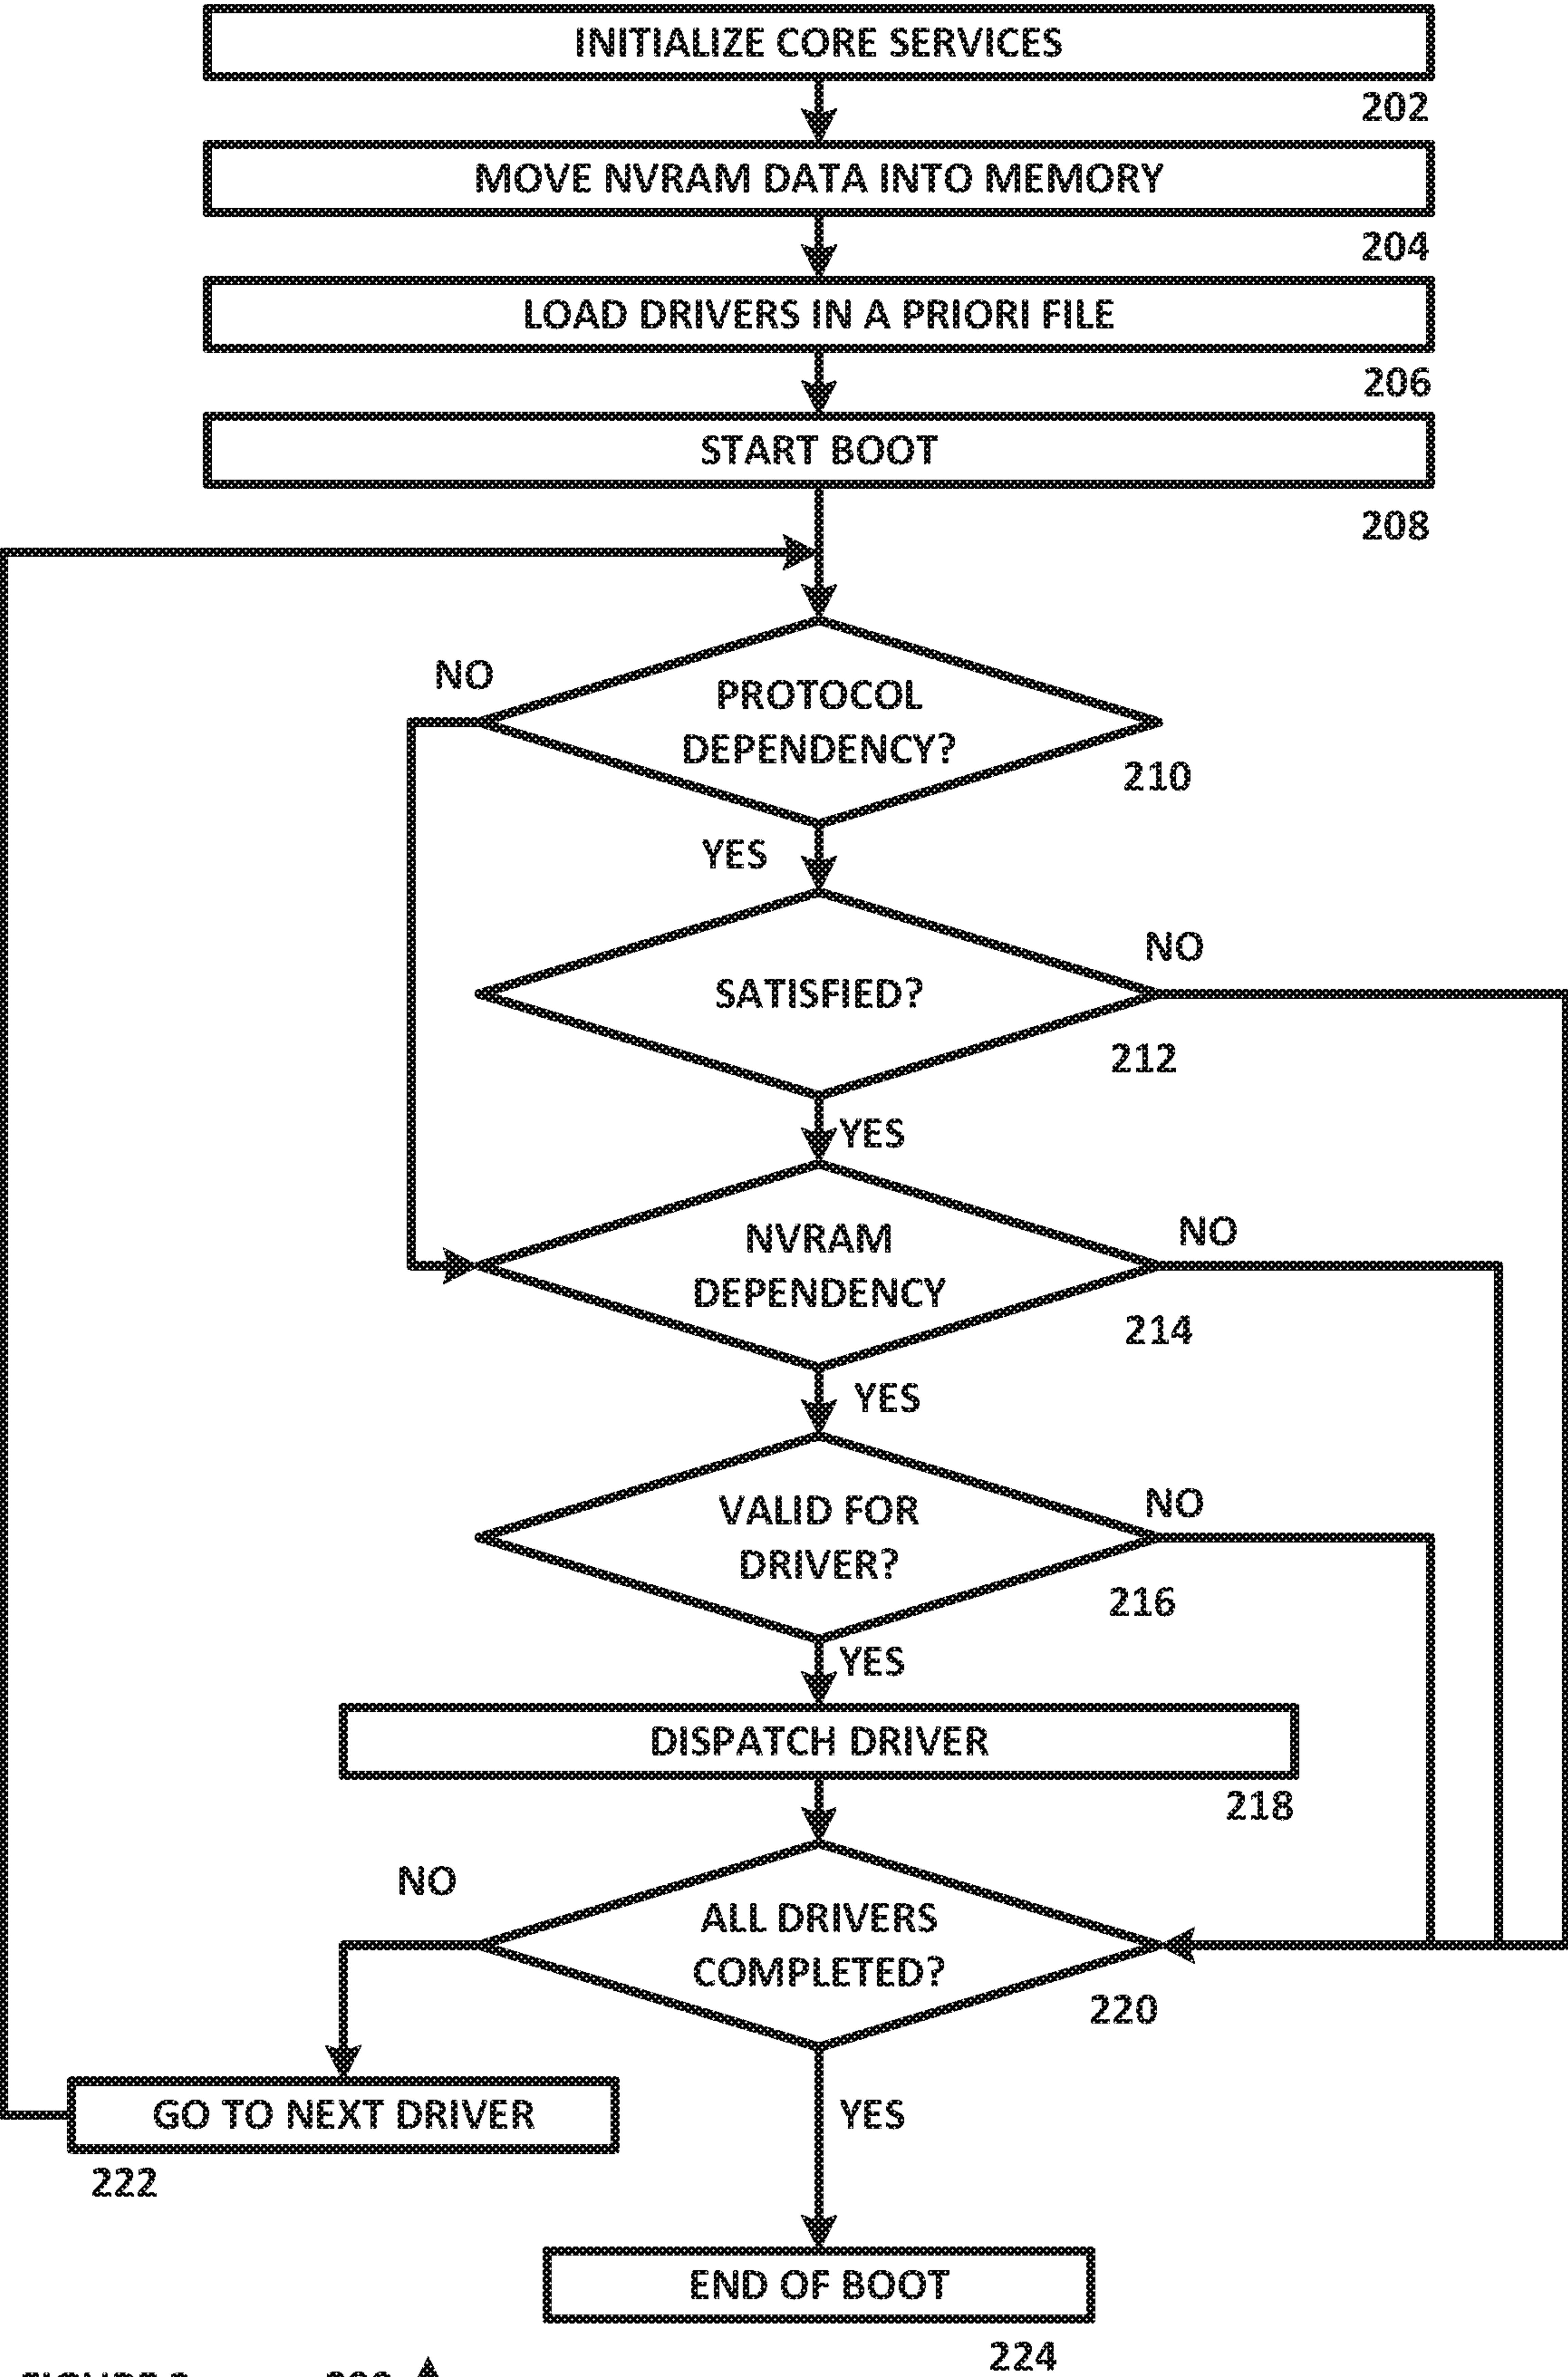 INITIALIZE CORE SERVICES
202
MOVE NVRAM DATA INTO MEMORY
204
LOAD DRIVERS IN A PRIORI FILE
206
START BOOT
208
NO
PROTOCOL
DEPENDENCY?
210
YES
NO
SATISFIED?
212
YES
NO
NVRAM
DEPENDENCY
214
YES
NO
VALID FOR
DRIVER?
216
YES
DISPATCH DRIVER
218
NO
ALL DRIVERS
COMPLETED?
220
GO TO NEXT DRIVER
YES
222
END OF BOOT
224